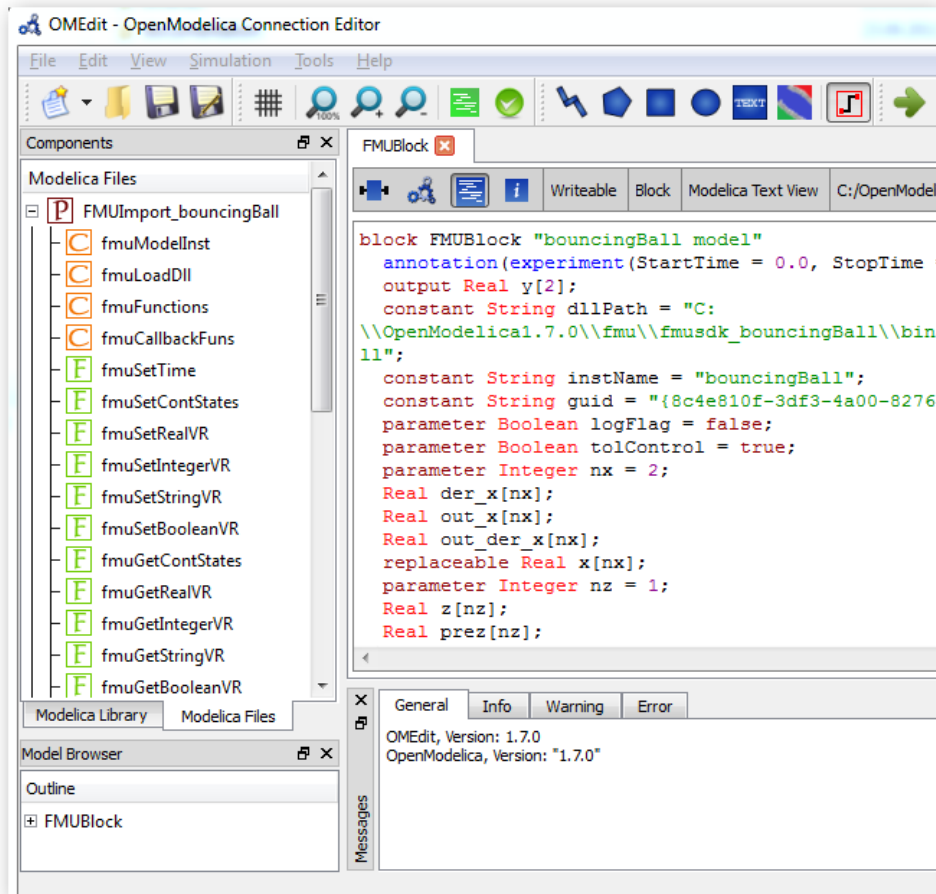 OMEdit - OpenModelica Connection Editor
File Edit View Simulation Tools Help
100%
TEXT
Components
Modelica Files
P FMUImport_bouncingBall
C fmuModelInst
C fmuLoadDll
C fmuFunctions
C fmuCallbackFuns
F fmuSetTime
F fmuSetContStates
F fmuSetRealVR
F fmuSetIntegerVR
F fmuSetStringVR
F fmuSetBooleanVR
F fmuGetContStates
F fmuGetRealVR
F fmuGetIntegerVR
F fmuGetStringVR
F fmuGetBooleanVR
Modelica Library Modelica Files
Model Browser
Outline
FMUBlock
FMUBlock
i Writeable Block Modelica Text View C:/OpenModel
block FMUBlock "bouncingBall model"
annotation(experiment(StartTime = 0.0, StopTime =
output Real y[2];
constant String dllPath = "C:
\\OpenModelica1.7.0\\fmu\\fmusdk_bouncingBall\\bin
ll";
constant String instName = "bouncingBall";
constant String guid = "{8c4e810f-3df3-4a00-8276
parameter Boolean logFlag = false;
parameter Boolean tolControl = true;
parameter Integer nx = 2;
Real der_x[nx];
Real out_x[nx];
Real out_der_x[nx];
replaceable Real x[nx];
parameter Integer nz = 1;
Real z[nz];
Real prez[nz];
Messages
General Info Warning Error
OMEdit, Version: 1.7.0
OpenModelica, Version: "1.7.0"